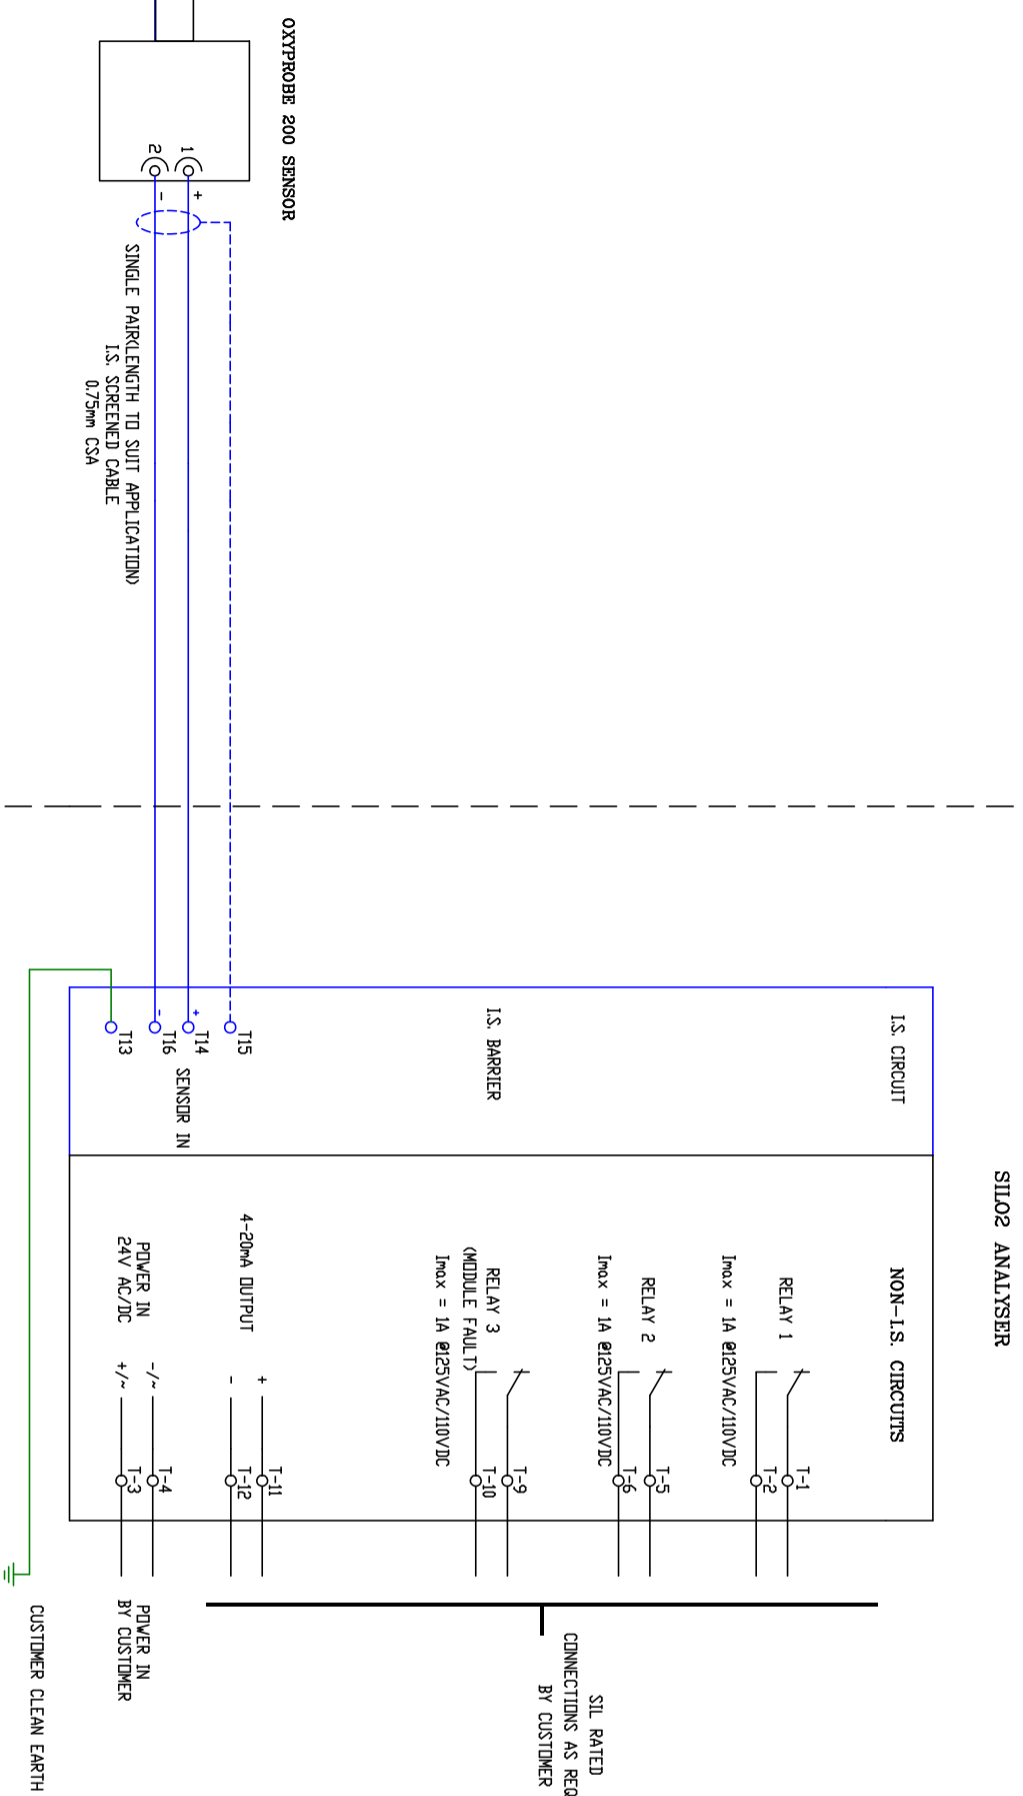 OXYPROBE 200 SENSOR
1
2
+
-
SINGLE PAIR(LENGTH TO SUIT APPLICATION)
I.S. SCREENED CABLE
0.75mm CSA
SILO2 ANALYSER
I.S. CIRCUIT
I.S. BARRIER
T15
+
T14
-
T16
SENSOR IN
T13
NON-I.S. CIRCUITS
RELAY 1
Imax = 1A @125VAC/110VDC
T-1
T-2
RELAY 2
Imax = 1A @125VAC/110VDC
T-5
T-6
RELAY 3
(MODULE FAULT)
Imax = 1A @125VAC/110VDC
T-9
T-10
4-20mA OUTPUT
+
-
T-11
T-12
POWER IN
24V AC/DC
-/~
+/~
T-4
T-3
SIL RATED
CONNECTIONS AS REQ
BY CUSTOMER
POWER IN
BY CUSTOMER
CUSTOMER CLEAN EARTH